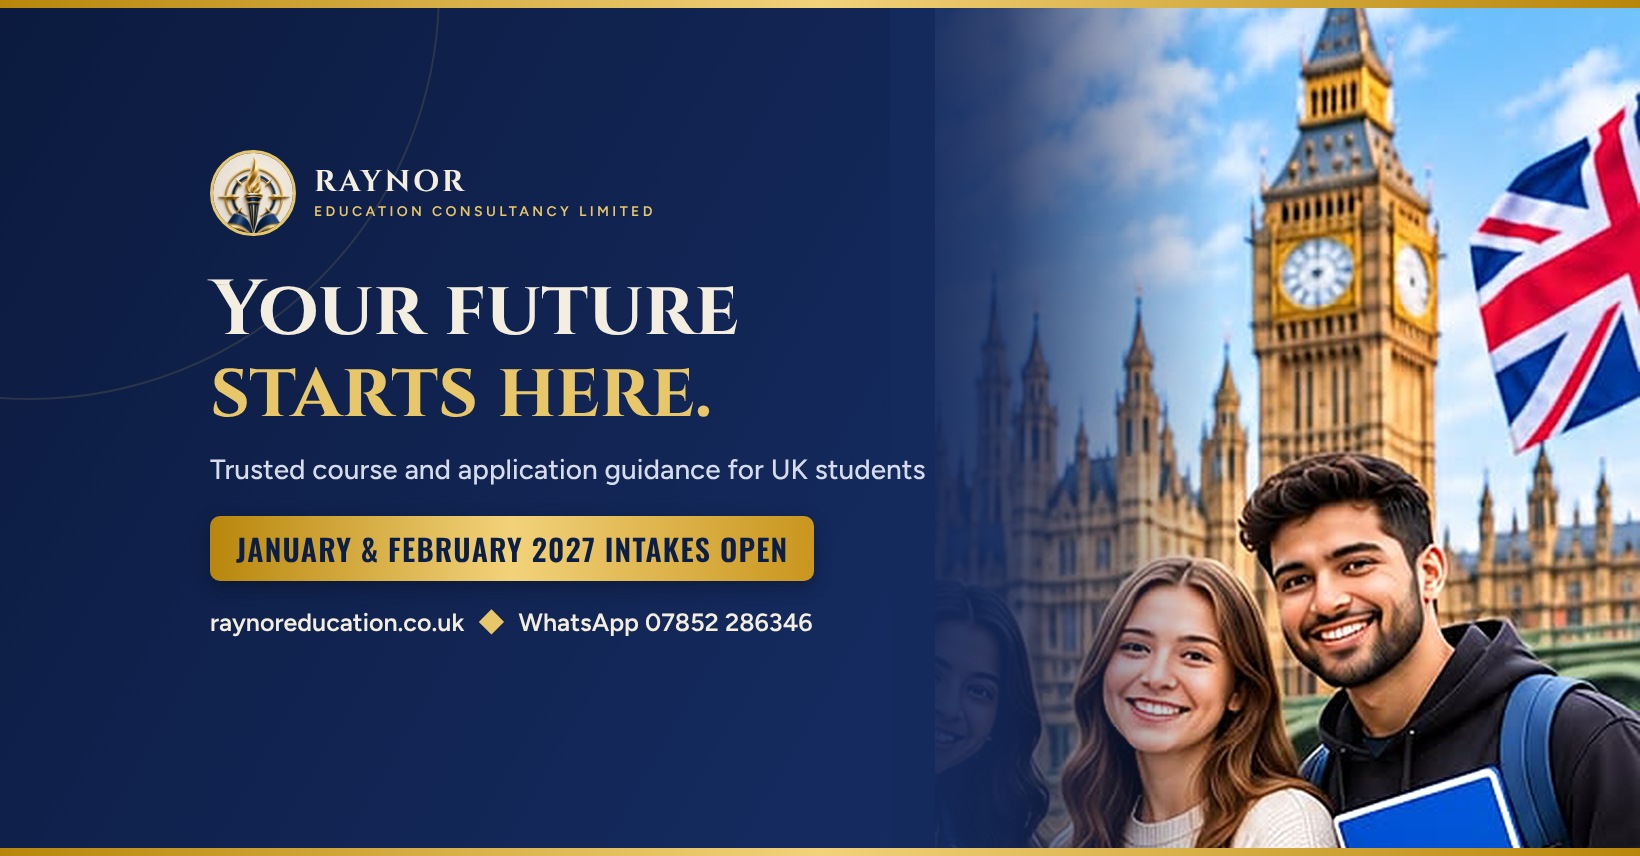 RAYNOR
EDUCATION CONSULTANCY LIMITED
YOUR FUTURE
STARTS HERE.
Trusted course and application guidance for UK students
JANUARY & FEBRUARY 2027 INTAKES OPEN
raynoreducation.co.uk ◆ WhatsApp 07852 286346